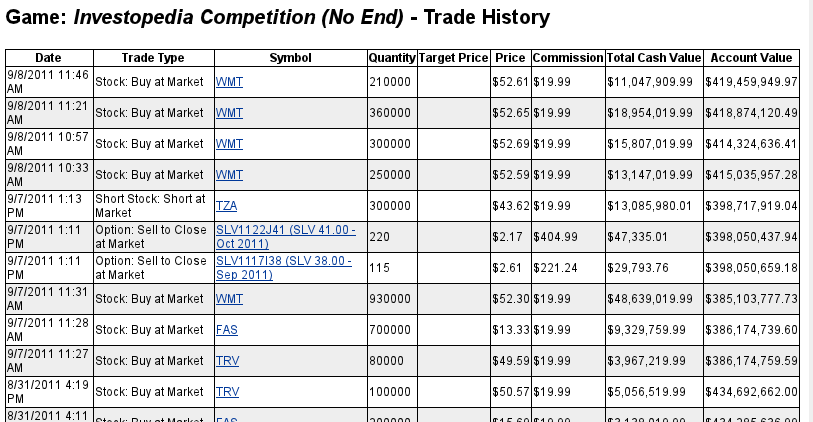 Game: Investopedia Competition (No End) - Trade History
Date Trade Type Symbol Quantity Target Price Price Commission Total Cash Value Account Value
9/8/2011 11:46 AM Stock: Buy at Market WMT 210000 $52.61 $19.99 $11,047,909.99 $419,459,949.97
9/8/2011 11:21 AM Stock: Buy at Market WMT 360000 $52.65 $19.99 $18,954,019.99 $418,874,120.49
9/8/2011 10:57 AM Stock: Buy at Market WMT 300000 $52.69 $19.99 $15,807,019.99 $414,324,636.41
9/8/2011 10:33 AM Stock: Buy at Market WMT 250000 $52.59 $19.99 $13,147,019.99 $415,035,957.28
9/7/2011 1:13 PM Short Stock: Short at Market TZA 300000 $43.62 $19.99 $13,085,980.01 $398,717,919.04
9/7/2011 1:11 PM Option: Sell to Close at Market SLV1122J41 (SLV 41.00 - Oct 2011) 220 $2.17 $404.99 $47,335.01 $398,050,437.94
9/7/2011 1:11 PM Option: Sell to Close at Market SLV1117I38 (SLV 38.00 - Sep 2011) 115 $2.61 $221.24 $29,793.76 $398,050,659.18
9/7/2011 11:31 AM Stock: Buy at Market WMT 930000 $52.30 $19.99 $48,639,019.99 $385,103,777.73
9/7/2011 11:28 AM Stock: Buy at Market FAS 700000 $13.33 $19.99 $9,329,759.99 $386,174,739.60
9/7/2011 11:27 AM Stock: Buy at Market TRV 80000 $49.59 $19.99 $3,967,219.99 $386,174,759.59
8/31/2011 4:19 PM Stock: Buy at Market TRV 100000 $50.57 $19.99 $5,056,519.99 $434,692,662.00
8/31/2011 4:11 Stock: Buy at Market FAS $19.99